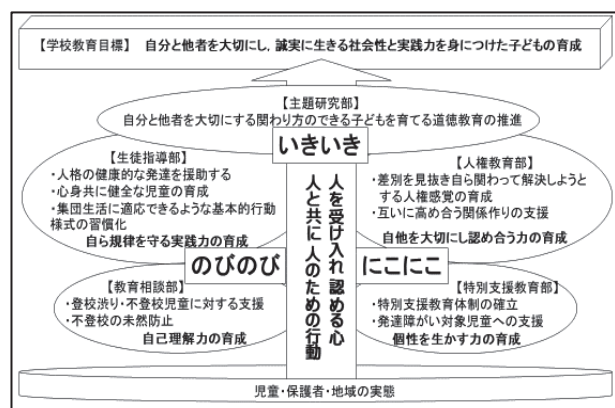 【学校教育目標】 自分と他者を大切にし，誠実に生きる社会性と実践力を身につけた子どもの育成
【主題研究部】
自分と他者を大切にする関わり方のできる子どもを育てる道徳教育の推進
いきいき
【生徒指導部】
・人格の健康的な発達を援助する
・心身共に健全な児童の育成
・集団生活に適応できるような基本的行動
様式の習慣化
自ら規律を守る実践力の育成
人を受け入れ 認める心
人と共に 人のための行動
【人権教育部】
・差別を見抜き自ら関わって解決しようと
する人権感覚の育成
・互いに高め合う関係作りの支援
自他を大切にし認め合う力の育成
のびのび
にこにこ
【教育相談部】
・登校渋り・不登校児童に対する支援
・不登校の未然防止
自己理解力の育成
【特別支援教育部】
・特別支援教育体制の確立
・発達障がい対象児童への支援
個性を生かす力の育成
児童・保護者・地域の実態